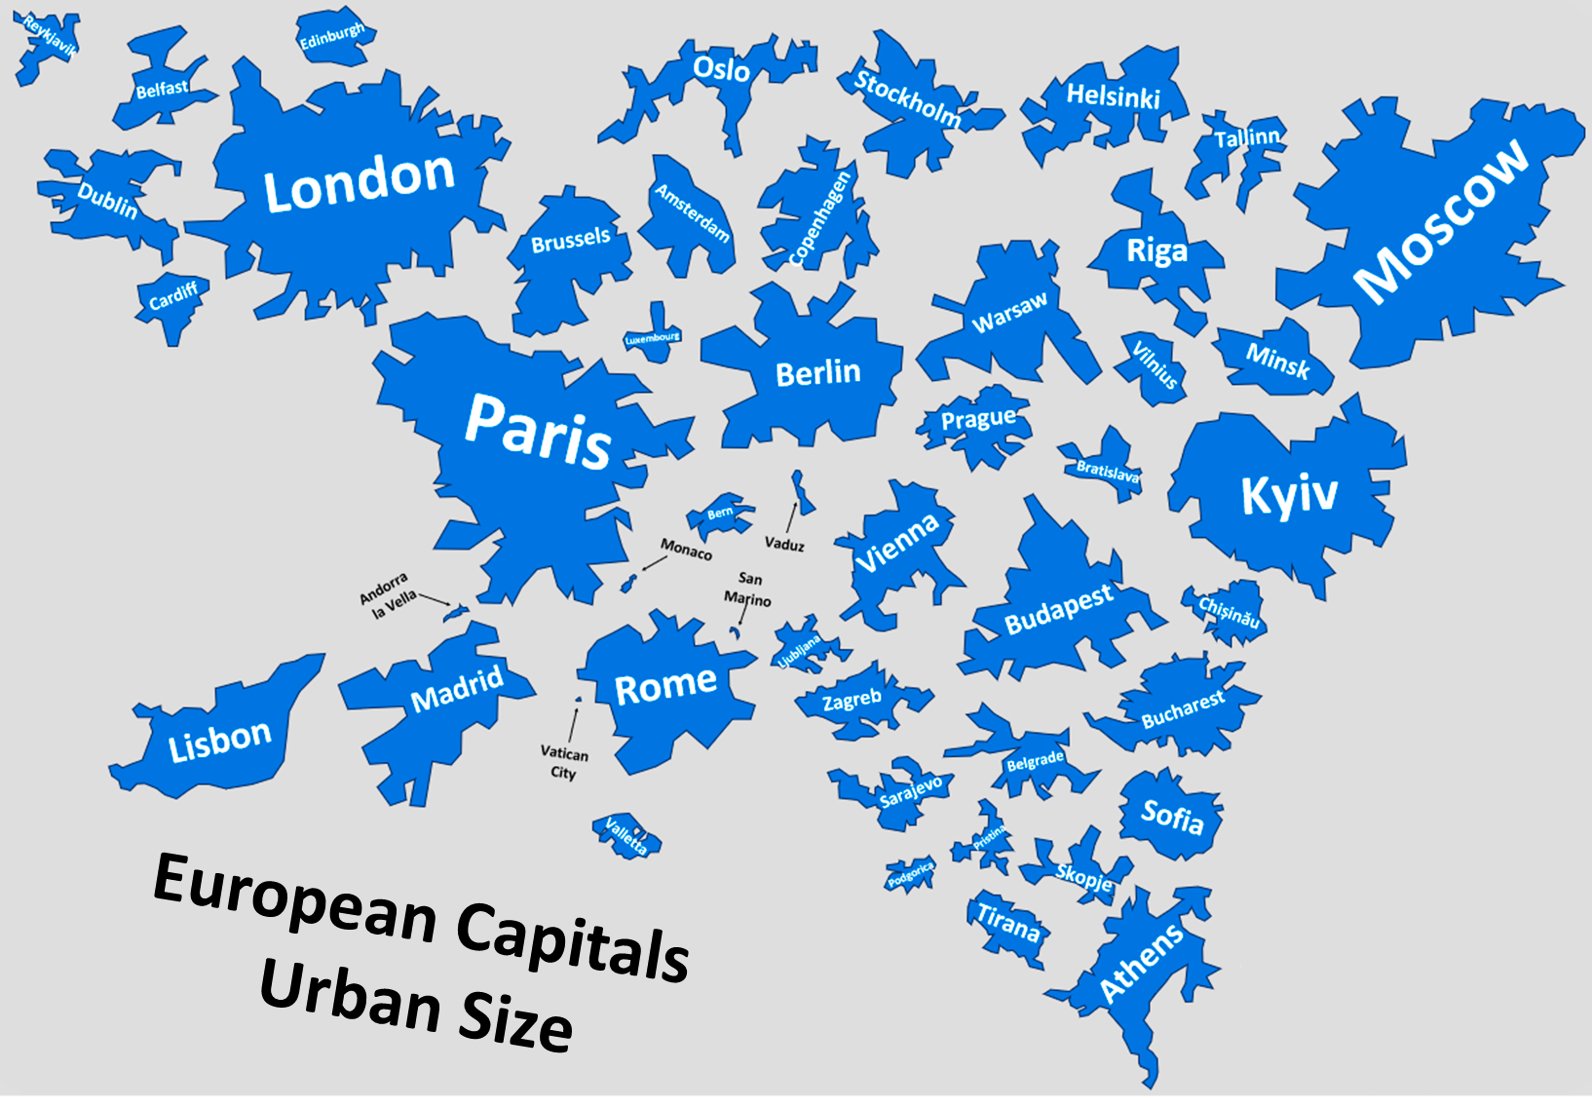 Reykjavik
Edinburgh
Belfast
London
Dublin
Cardiff
Oslo
Stockholm
Helsinki
Tallinn
Moscow
Brussels
Amsterdam
Copenhagen
Riga
Luxembourg
Berlin
Warsaw
Vilnius
Minsk
Paris
Prague
Bratislava
Kyiv
Bern
Vaduz
Vienna
Monaco
San
Marino
Andorra
la Vella
Budapest
Chişinău
Ljubljana
Madrid
Rome
Zagreb
Bucharest
Lisbon
Vatican
City
Belgrade
Sarajevo
Sofia
Valletta
Pristina
Podgorica
Skopje
Tirana
Athens
European Capitals
Urban Size